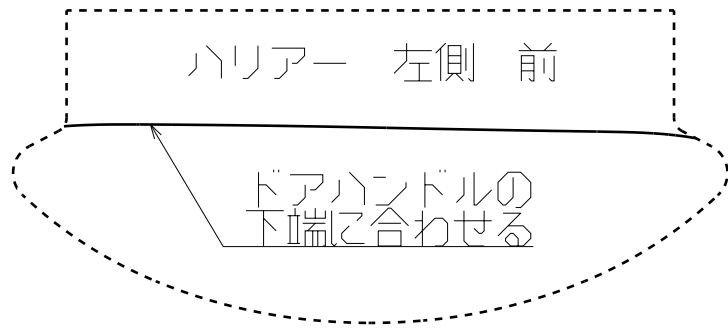 ハリアー　左側　前
ドアハンドルの
下端に合わせる